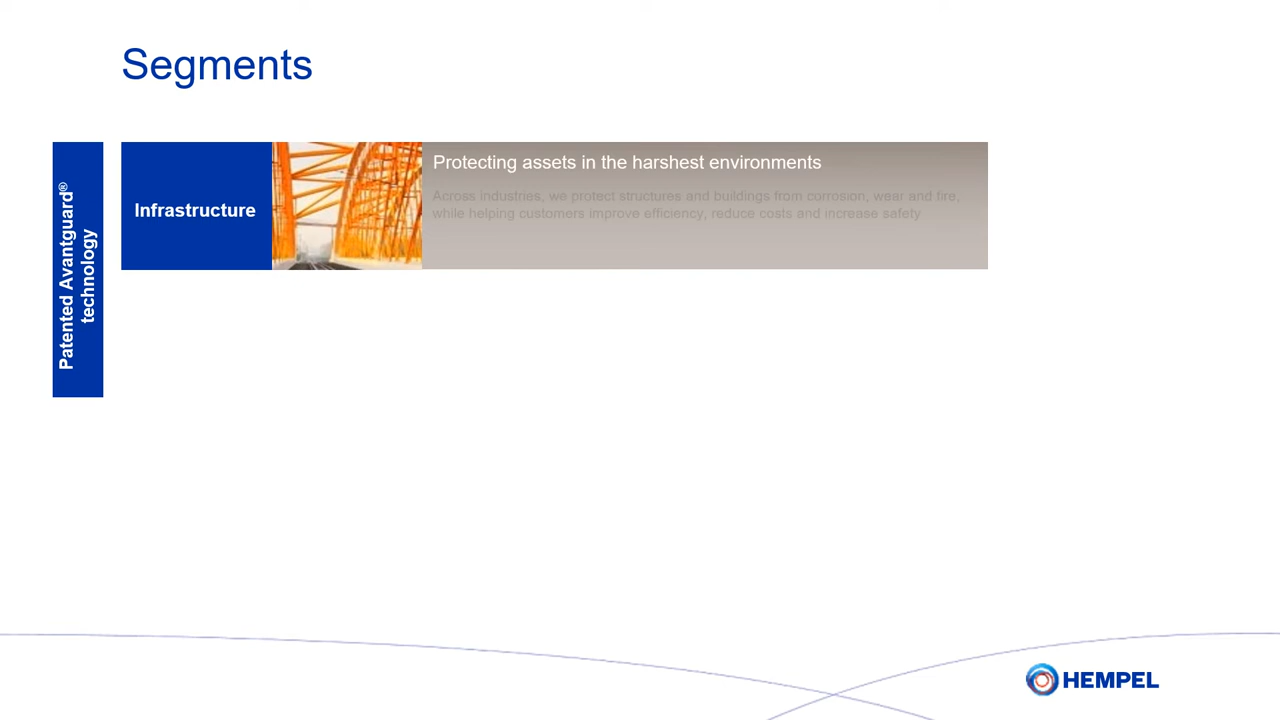 Segments
Patented Avantguard®
technology
Infrastructure
Protecting assets in the harshest environments
Across industries, we protect structures and buildings from corrosion, wear and fire,
while helping customers improve efficiency, reduce costs and increase safety
HEMPEL